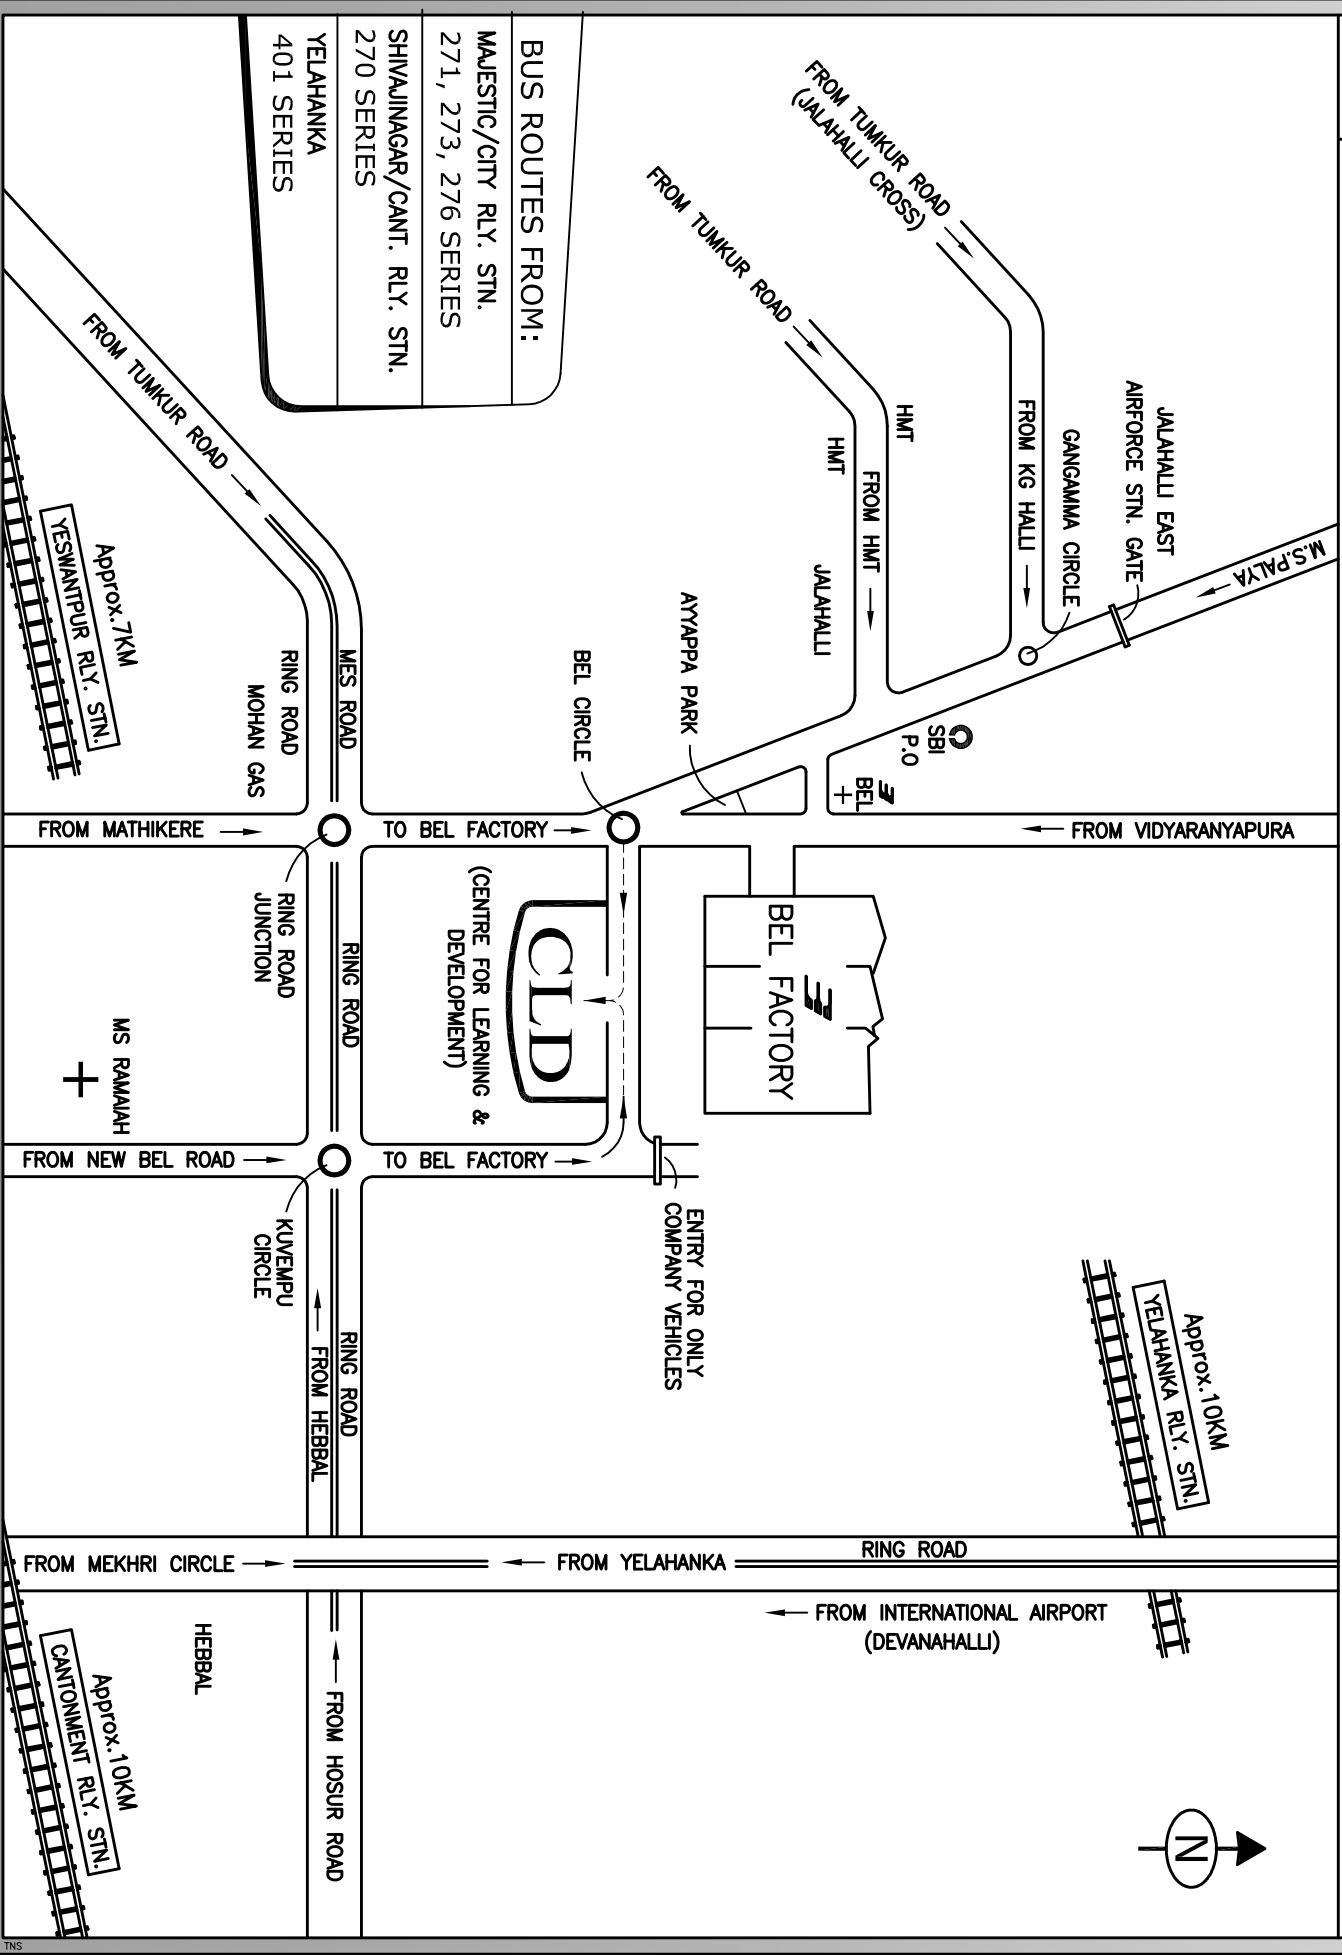 BUS ROUTES FROM:
MAJESTIC/CITY RLY. STN.
271, 273, 276 SERIES
SHIVAJINAGAR/CANT. RLY. STN.
270 SERIES
YELAHANKA
401 SERIES
FROM TUMKUR ROAD
(JALAHALLI CROSS)
FROM TUMKUR ROAD
JALAHALLI EAST
AIRFORCE STN. GATE
GANGAMMA CIRCLE
FROM KG HALLI
M.S.PALYA
HMT
FROM HMT
HMT
JALAHALLI
SBI
P.O
BEL
AYYAPPA PARK
BEL CIRCLE
FROM VIDYARANYAPURA
BEL FACTORY
CLD
(CENTRE FOR LEARNING &
DEVELOPMENT)
FROM TUMKUR ROAD
Approx.7KM
YESWANTPUR RLY. STN.
MES ROAD
RING ROAD
MOHAN GAS
FROM MATHIKERE
TO BEL FACTORY
RING ROAD
JUNCTION
RING ROAD
MS RAMAIAH
FROM NEW BEL ROAD
TO BEL FACTORY
KUVEMPU
CIRCLE
ENTRY FOR ONLY
COMPANY VEHICLES
RING ROAD
FROM HEBBAL
Approx.10KM
YELAHANKA RLY. STN.
FROM MEKHRI CIRCLE
FROM YELAHANKA
RING ROAD
FROM INTERNATIONAL AIRPORT
(DEVANAHALLI)
HEBBAL
FROM HOSUR ROAD
Approx.10KM
CANTONMENT RLY. STN.
N
TNS